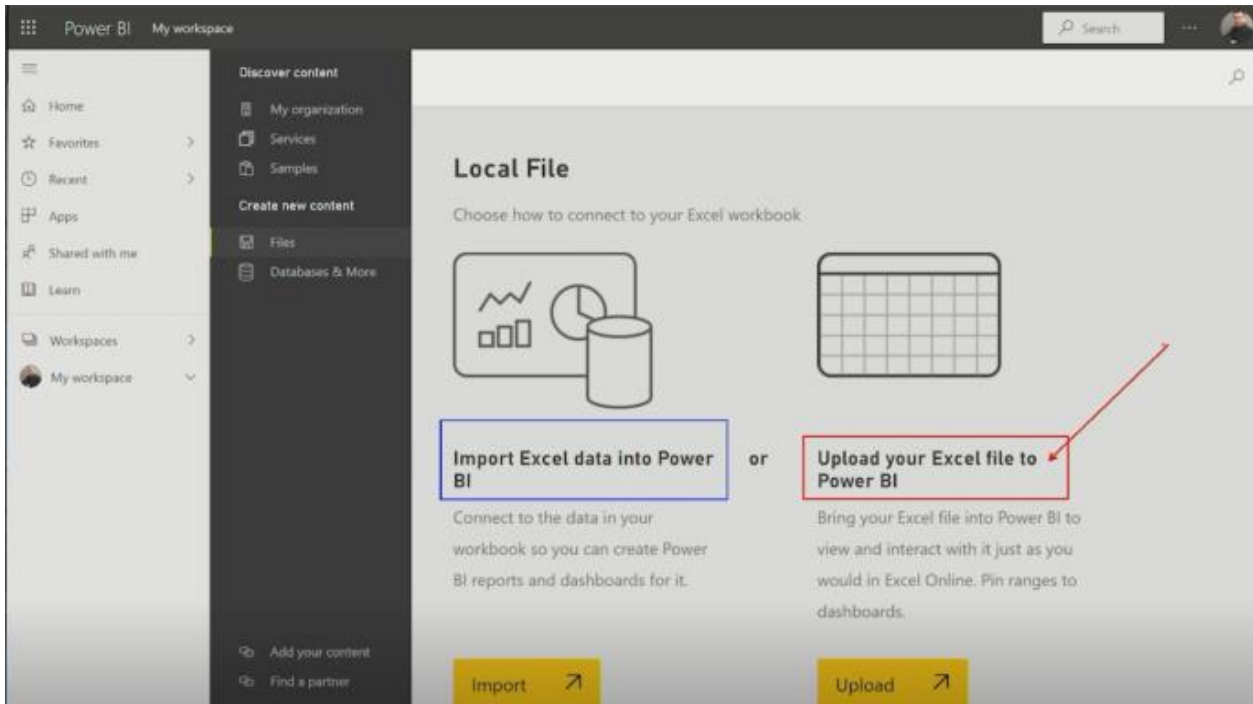 Power BI My workspace
Search
Home
Favorites
Recent
Apps
Shared with me
Learn
Workspaces
My workspace
Discover content
My organization
Services
Samples
Create new content
Files
Databases & More
Add your content
Find a partner
Local File
Choose how to connect to your Excel workbook
Import Excel data into Power
BI
Connect to the data in your
workbook so you can create Power
BI reports and dashboards for it.
Import
or
Upload your Excel file to
Power BI
Bring your Excel file into Power BI to
view and interact with it just as you
would in Excel Online. Pin ranges to
dashboards.
Upload